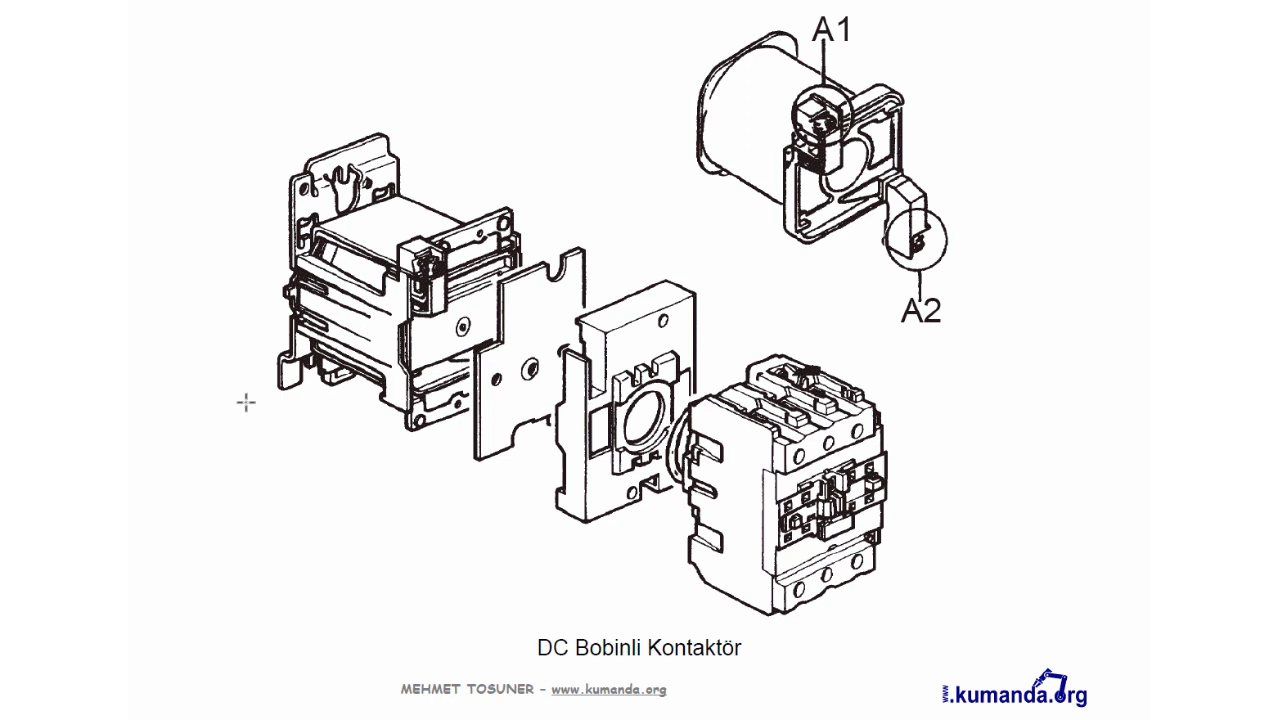 A1
A2
DC Bobinli Kontaktör
MEHMET TOSUNER - www.kumanda.org
www.kumanda.org